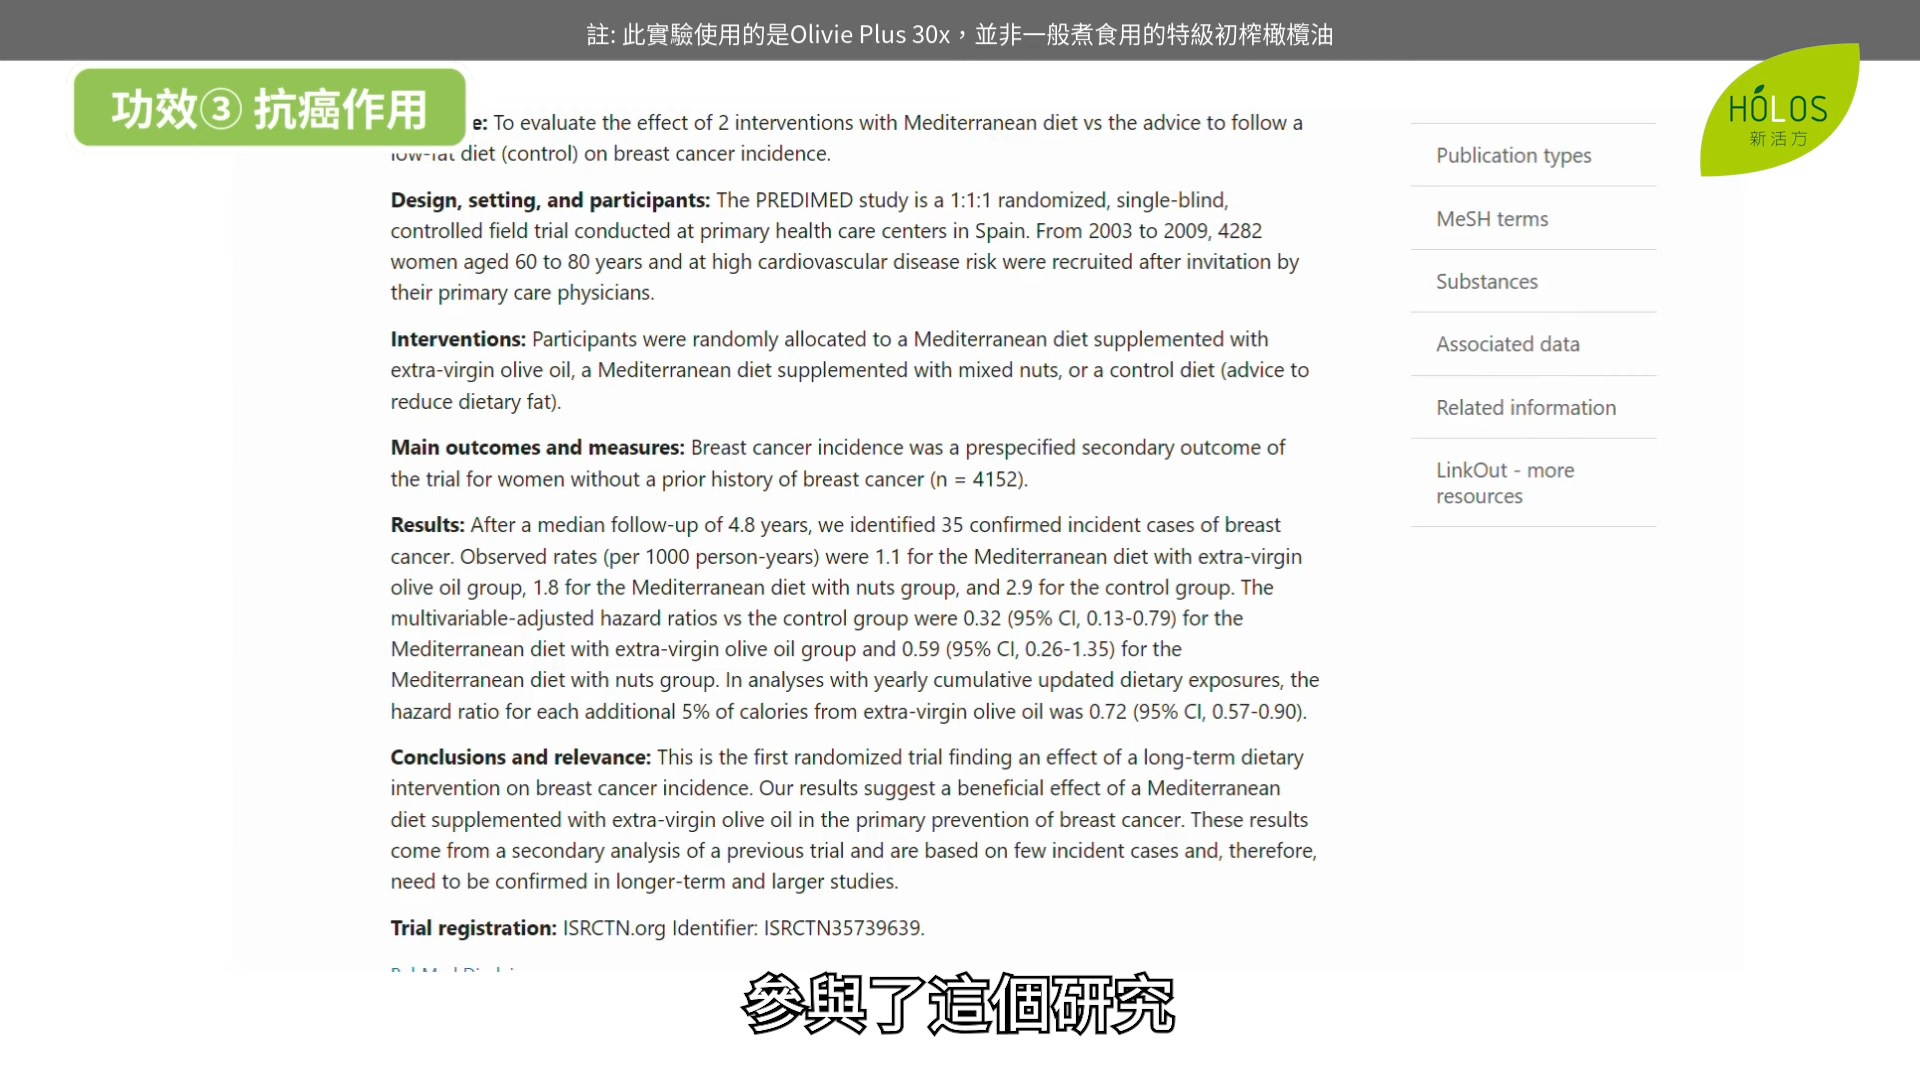 註: 此實驗使用的是Olivie Plus 30x，並非一般煮食用的特級初榨橄欖油
功效③ 抗癌作用
HOLOS
新活方
e: To evaluate the effect of 2 interventions with Mediterranean diet vs the advice to follow a
low-fat diet (control) on breast cancer incidence.
Design, setting, and participants: The PREDIMED study is a 1:1:1 randomized, single-blind,
controlled field trial conducted at primary health care centers in Spain. From 2003 to 2009, 4282
women aged 60 to 80 years and at high cardiovascular disease risk were recruited after invitation by
their primary care physicians.
Interventions: Participants were randomly allocated to a Mediterranean diet supplemented with
extra-virgin olive oil, a Mediterranean diet supplemented with mixed nuts, or a control diet (advice to
reduce dietary fat).
Main outcomes and measures: Breast cancer incidence was a prespecified secondary outcome of
the trial for women without a prior history of breast cancer (n = 4152).
Results: After a median follow-up of 4.8 years, we identified 35 confirmed incident cases of breast
cancer. Observed rates (per 1000 person-years) were 1.1 for the Mediterranean diet with extra-virgin
olive oil group, 1.8 for the Mediterranean diet with nuts group, and 2.9 for the control group. The
multivariable-adjusted hazard ratios vs the control group were 0.32 (95% CI, 0.13-0.79) for the
Mediterranean diet with extra-virgin olive oil group and 0.59 (95% CI, 0.26-1.35) for the
Mediterranean diet with nuts group. In analyses with yearly cumulative updated dietary exposures, the
hazard ratio for each additional 5% of calories from extra-virgin olive oil was 0.72 (95% CI, 0.57-0.90).
Conclusions and relevance: This is the first randomized trial finding an effect of a long-term dietary
intervention on breast cancer incidence. Our results suggest a beneficial effect of a Mediterranean
diet supplemented with extra-virgin olive oil in the primary prevention of breast cancer. These results
come from a secondary analysis of a previous trial and are based on few incident cases and, therefore,
need to be confirmed in longer-term and larger studies.
Trial registration: ISRCTN.org Identifier: ISRCTN35739639.
Publication types
MeSH terms
Substances
Associated data
Related information
LinkOut - more
resources
參與了這個研究